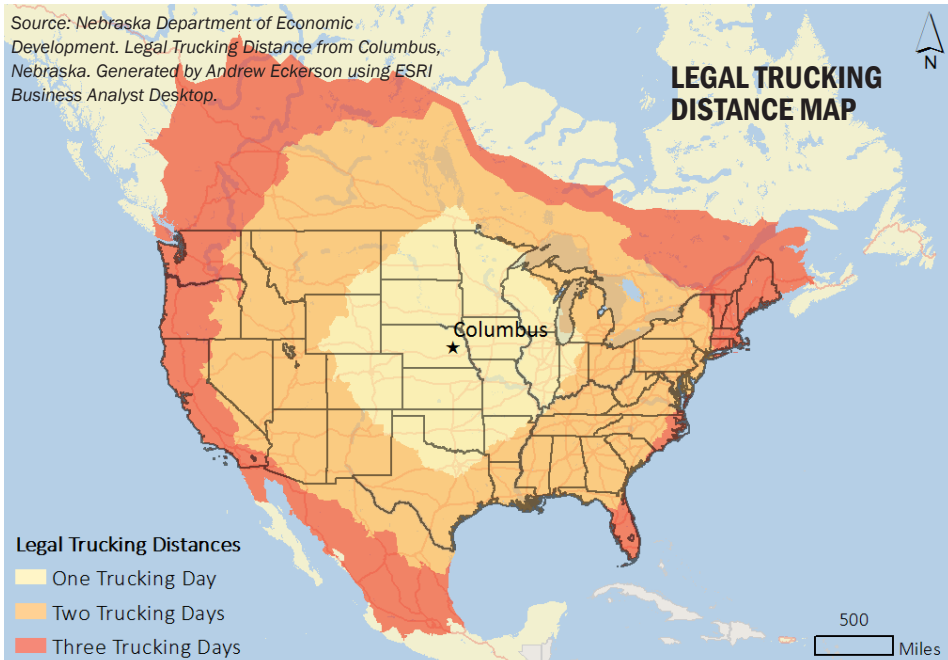 Source: Nebraska Department of Economic
Development. Legal Trucking Distance from Columbus,
Nebraska. Generated by Andrew Eckerson using ESRI
Business Analyst Desktop.
N
LEGAL TRUCKING
DISTANCE MAP
Columbus
Legal Trucking Distances
One Trucking Day
Two Trucking Days
Three Trucking Days
500
Miles